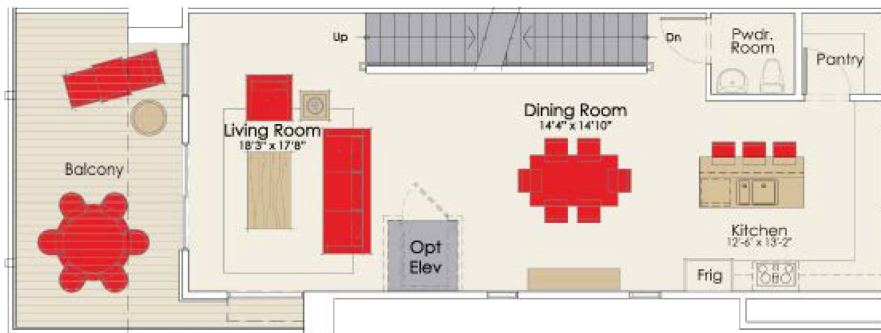 Up
Dn
Pwdr.
Room
Pantry
Living Room
18'3" x 17'8"
Dining Room
14'4" x 14'10"
Balcony
Kitchen
12'-6' x 13'-2"
Opt
Elev
Frig